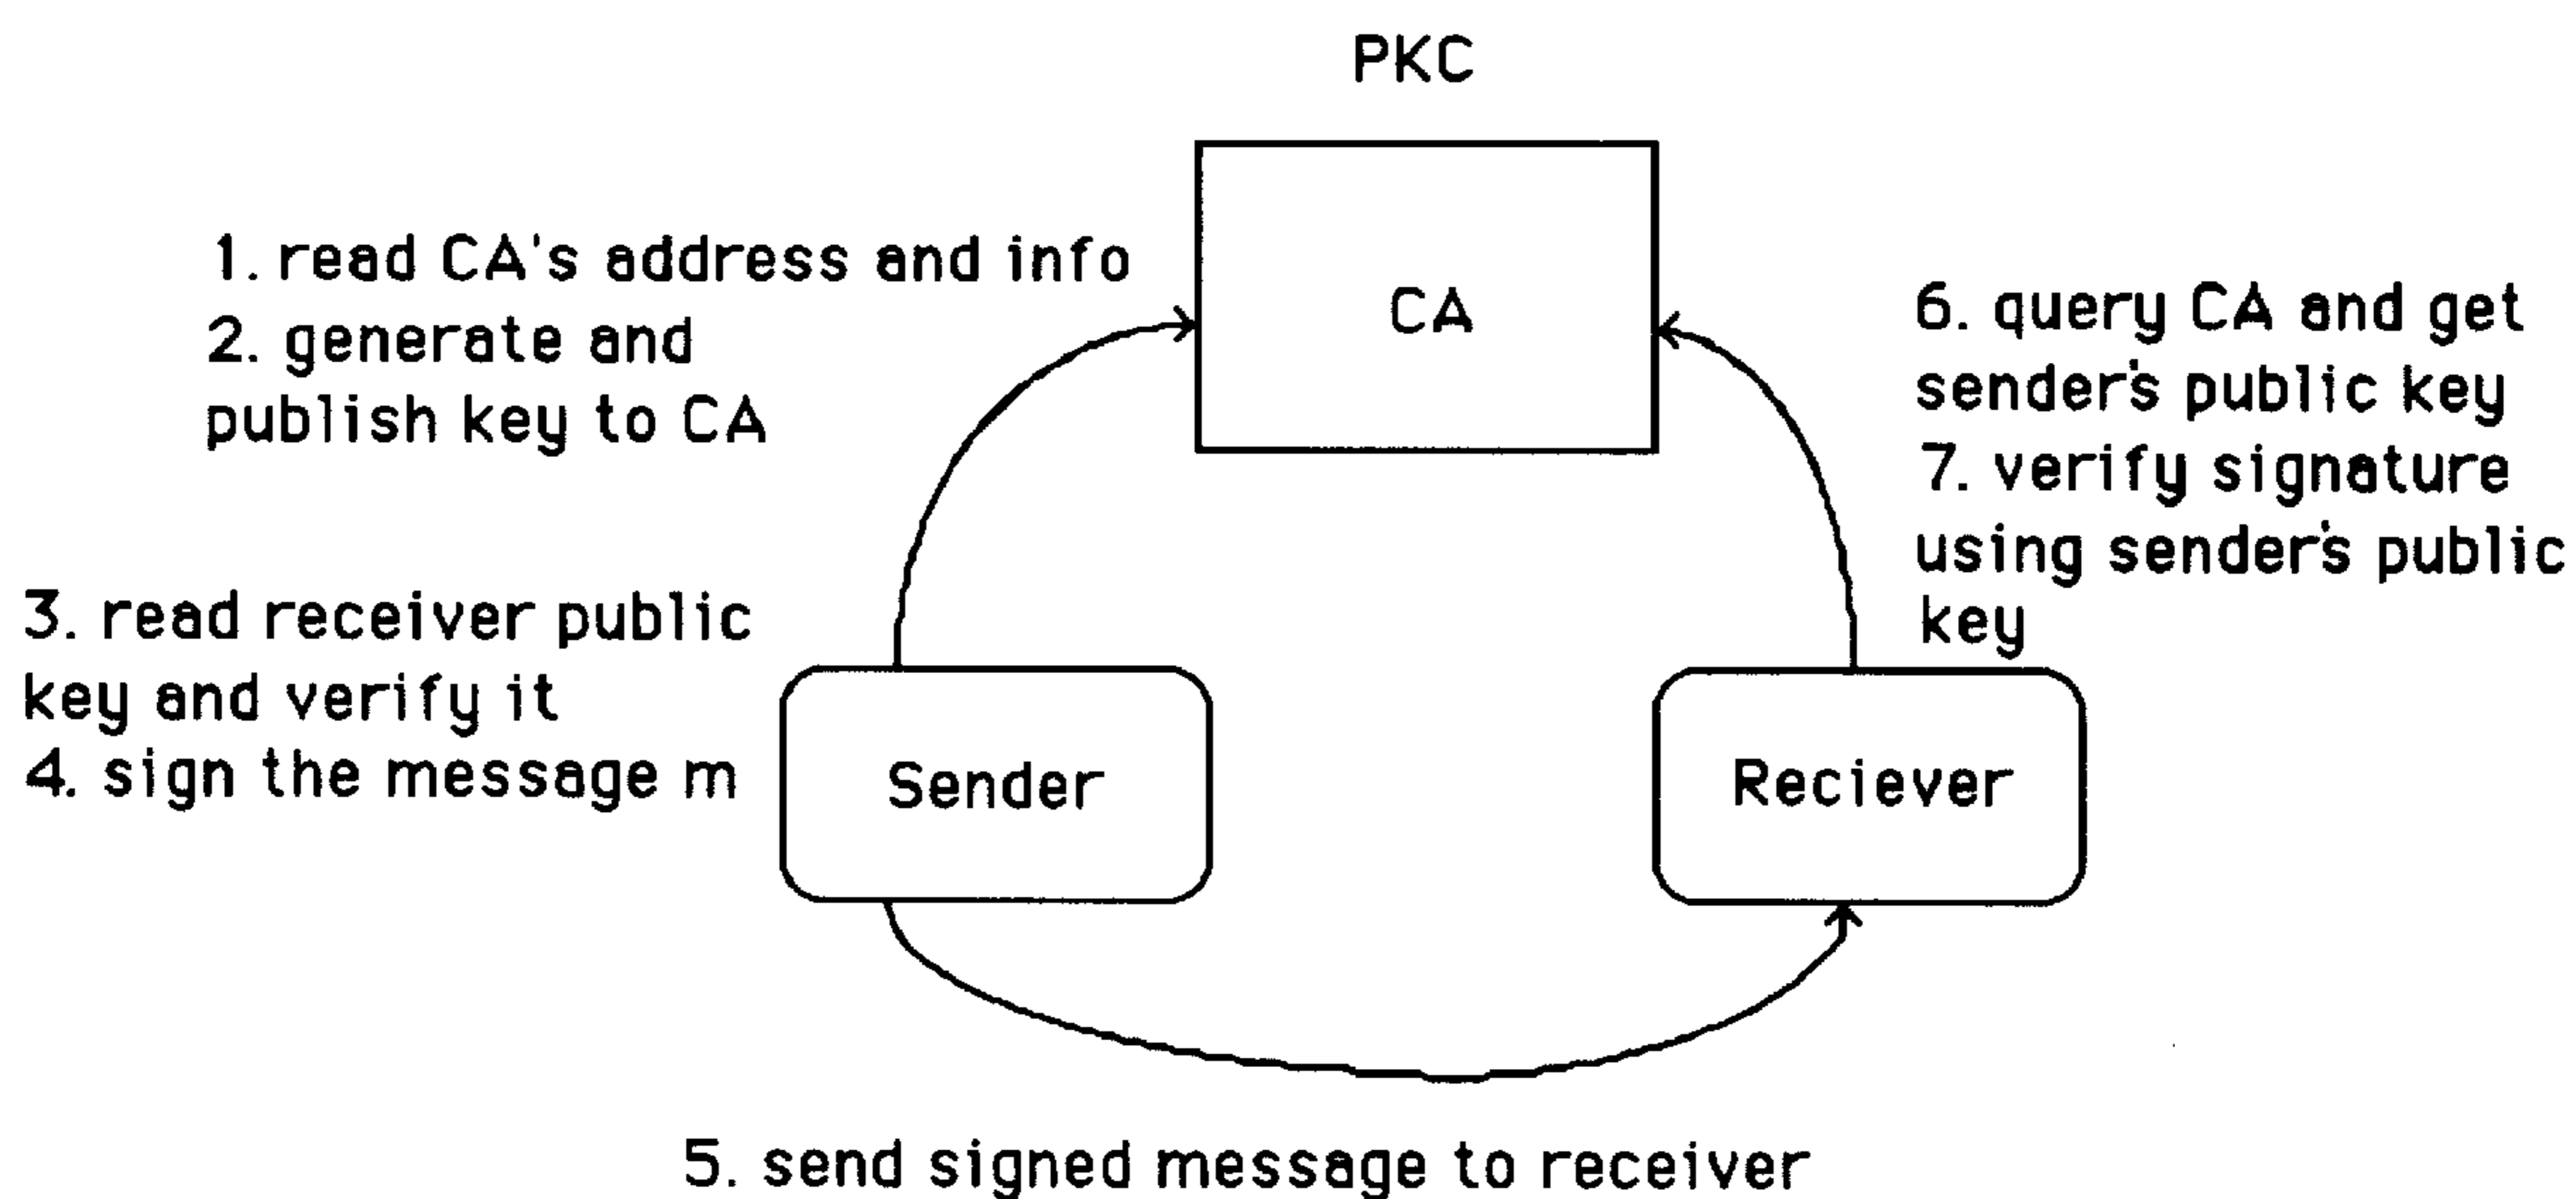 PKC
CA
1. read CA's address and info
2. generate and
publish key to CA
3. read receiver public
key and verify it
4. sign the message m
Sender
6. query CA and get
sender's public key
7. verify signature
using sender's public
key
Reciever
5. send signed message to receiver